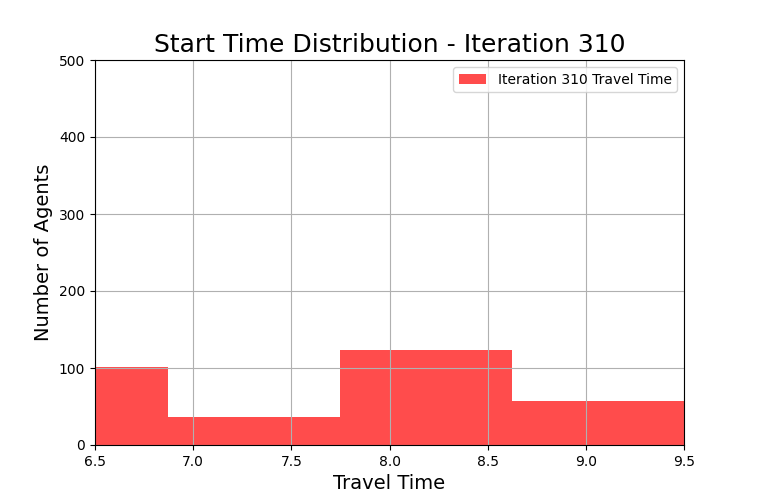 Start Time Distribution - Iteration 310
500
400
300
200
100
0
Number of Agents
Iteration 310 Travel Time
6.5 7.0 7.5 8.0 8.5 9.0 9.5
Travel Time